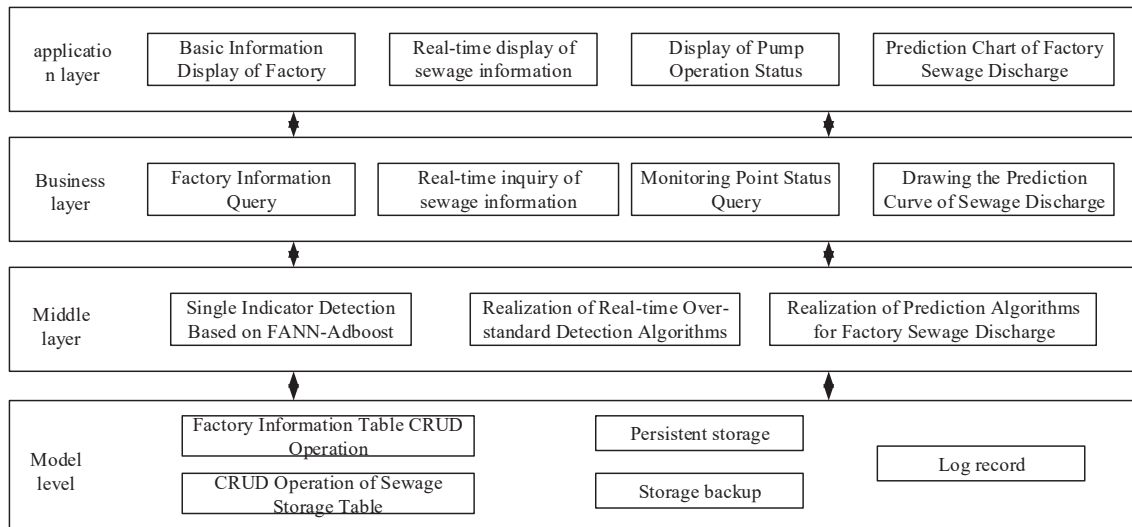 applicatio
n layer
Basic Information
Display of Factory
Real-time display of
sewage information
Display of Pump
Operation Status
Prediction Chart of Factory
Sewage Discharge
Business
layer
Factory Information
Query
Real-time inquiry of
sewage information
Monitoring Point Status
Query
Drawing the Prediction
Curve of Sewage Discharge
Middle
layer
Single Indicator Detection
Based on FANN-Adboost
Realization of Real-time Over-
standard Detection Algorithms
Realization of Prediction Algorithms
for Factory Sewage Discharge
Model
level
Factory Information Table CRUD
Operation
CRUD Operation of Sewage
Storage Table
Persistent storage
Storage backup
Log record